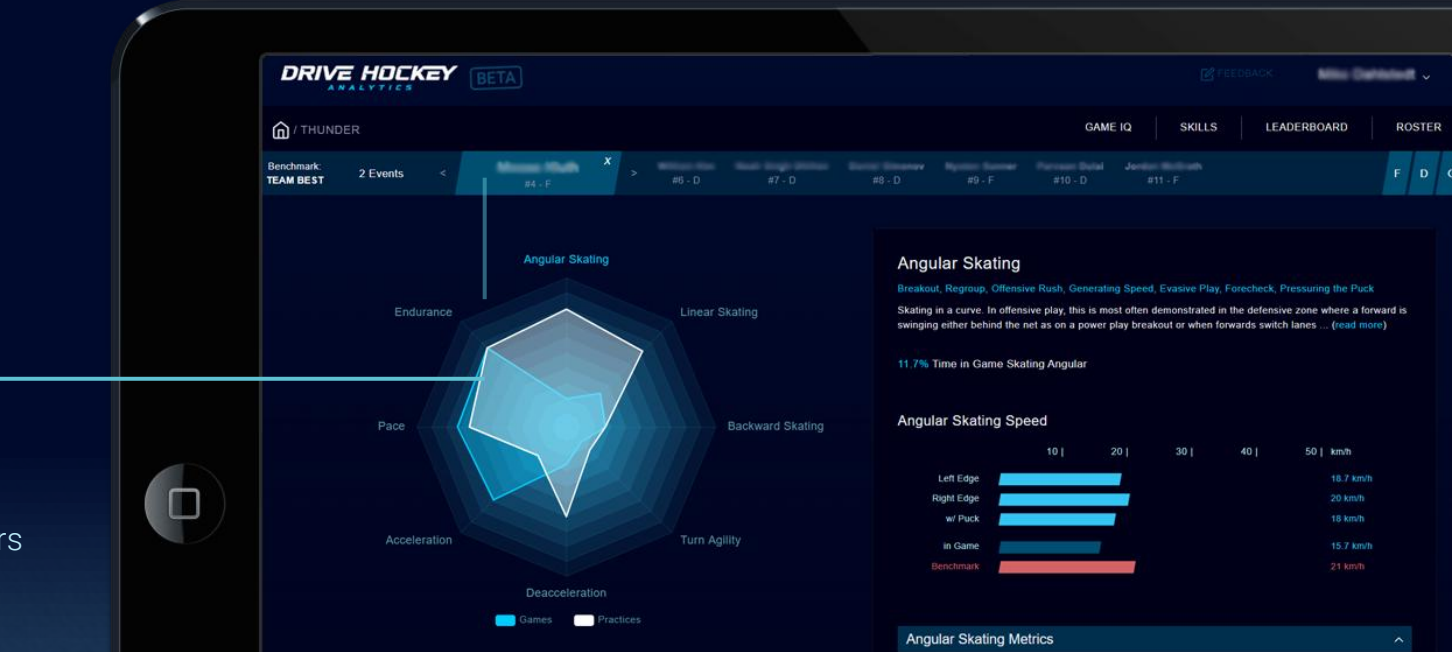 DRIVE HOCKEY
ANALYTICS
BETA
FEEDBACK
/ THUNDER
GAME IQ
SKILLS
LEADERBOARD
ROSTER
Benchmark:
TEAM BEST
2 Events
<
X
#4 - F
>
#6 - D
#7 - D
#8 - D
#9 - F
#10 - D
#11 - F
F
D
Angular Skating
Endurance
Linear Skating
Pace
Backward Skating
Acceleration
Turn Agility
Deacceleration
Games
Practices
rs
Angular Skating
Breakout, Regroup, Offensive Rush, Generating Speed, Evasive Play, Forecheck, Pressuring the Puck
Skating in a curve. In offensive play, this is most often demonstrated in the defensive zone where a forward is
swinging either behind the net as on a power play breakout or when forwards switch lanes ... (read more)
11.7% Time in Game Skating Angular
Angular Skating Speed
10 | 20 | 30 | 40 | 50 | km/h
Left Edge 18.7 km/h
Right Edge 20 km/h
w/ Puck 18 km/h
in Game 15.7 km/h
Benchmark 21 km/h
Angular Skating Metrics